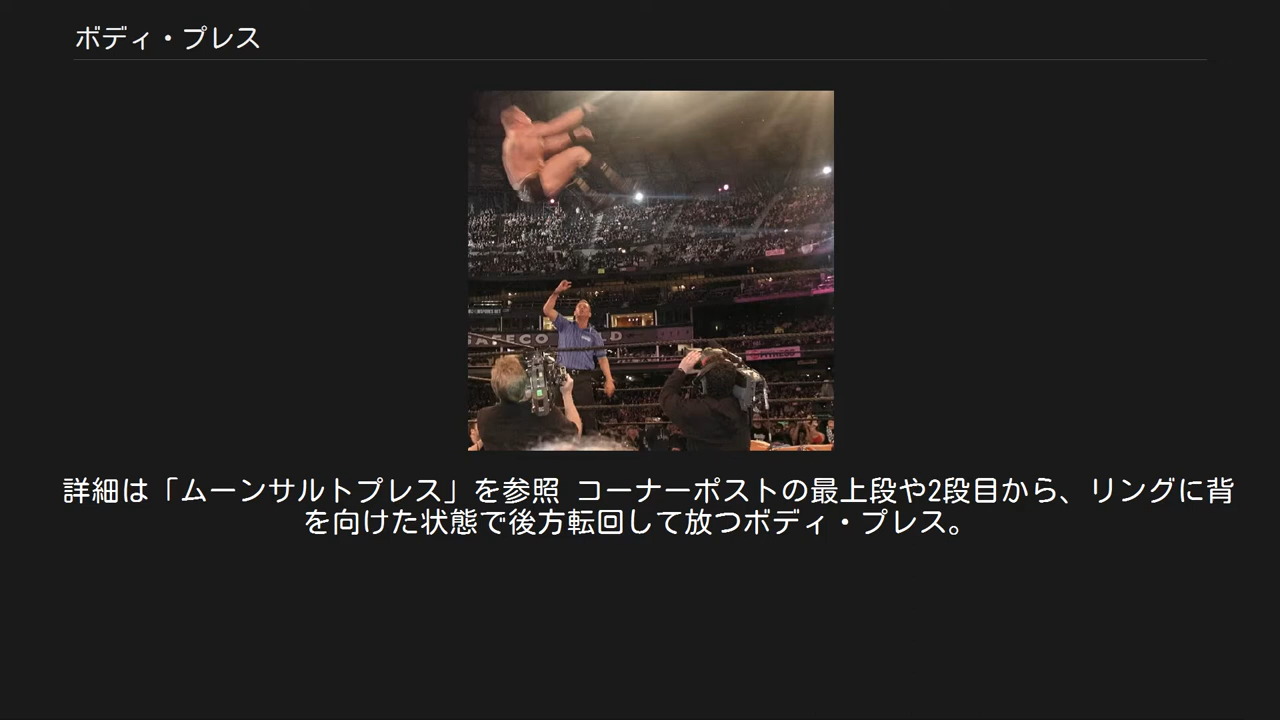 ボディ・プレス
SAFECO
詳細は「ムーンサルトプレス」を参照 コーナーポストの最上段や2段目から、リングに背
を向けた状態で後方転回して放つボディ・プレス。